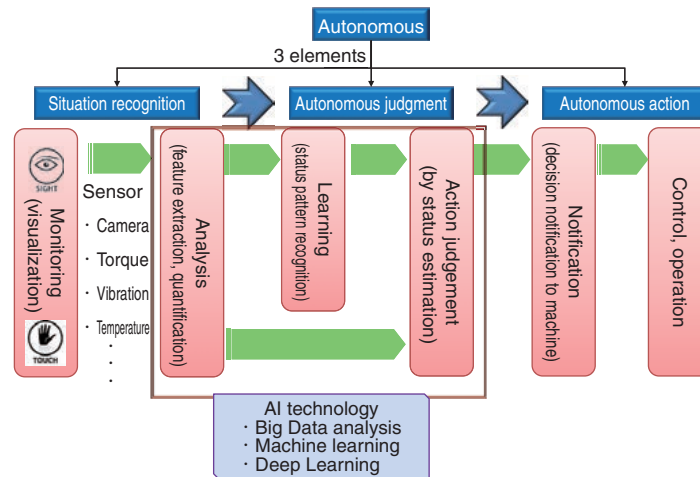 Autonomous
3 elements
Situation recognition
Autonomous judgment
Autonomous action
SIGHT
Monitoring
(visualization)
TOUCH
Sensor
・ Camera
・ Torque
・ Vibration
・ Temperature
・
・
・
Analysis
(feature extraction, quantification)
Learning
(status pattern recognition)
Action judgement
(by status estimation)
Notification
(decision notification to machine)
Control, operation
AI technology
・ Big Data analysis
・ Machine learning
・ Deep Learning